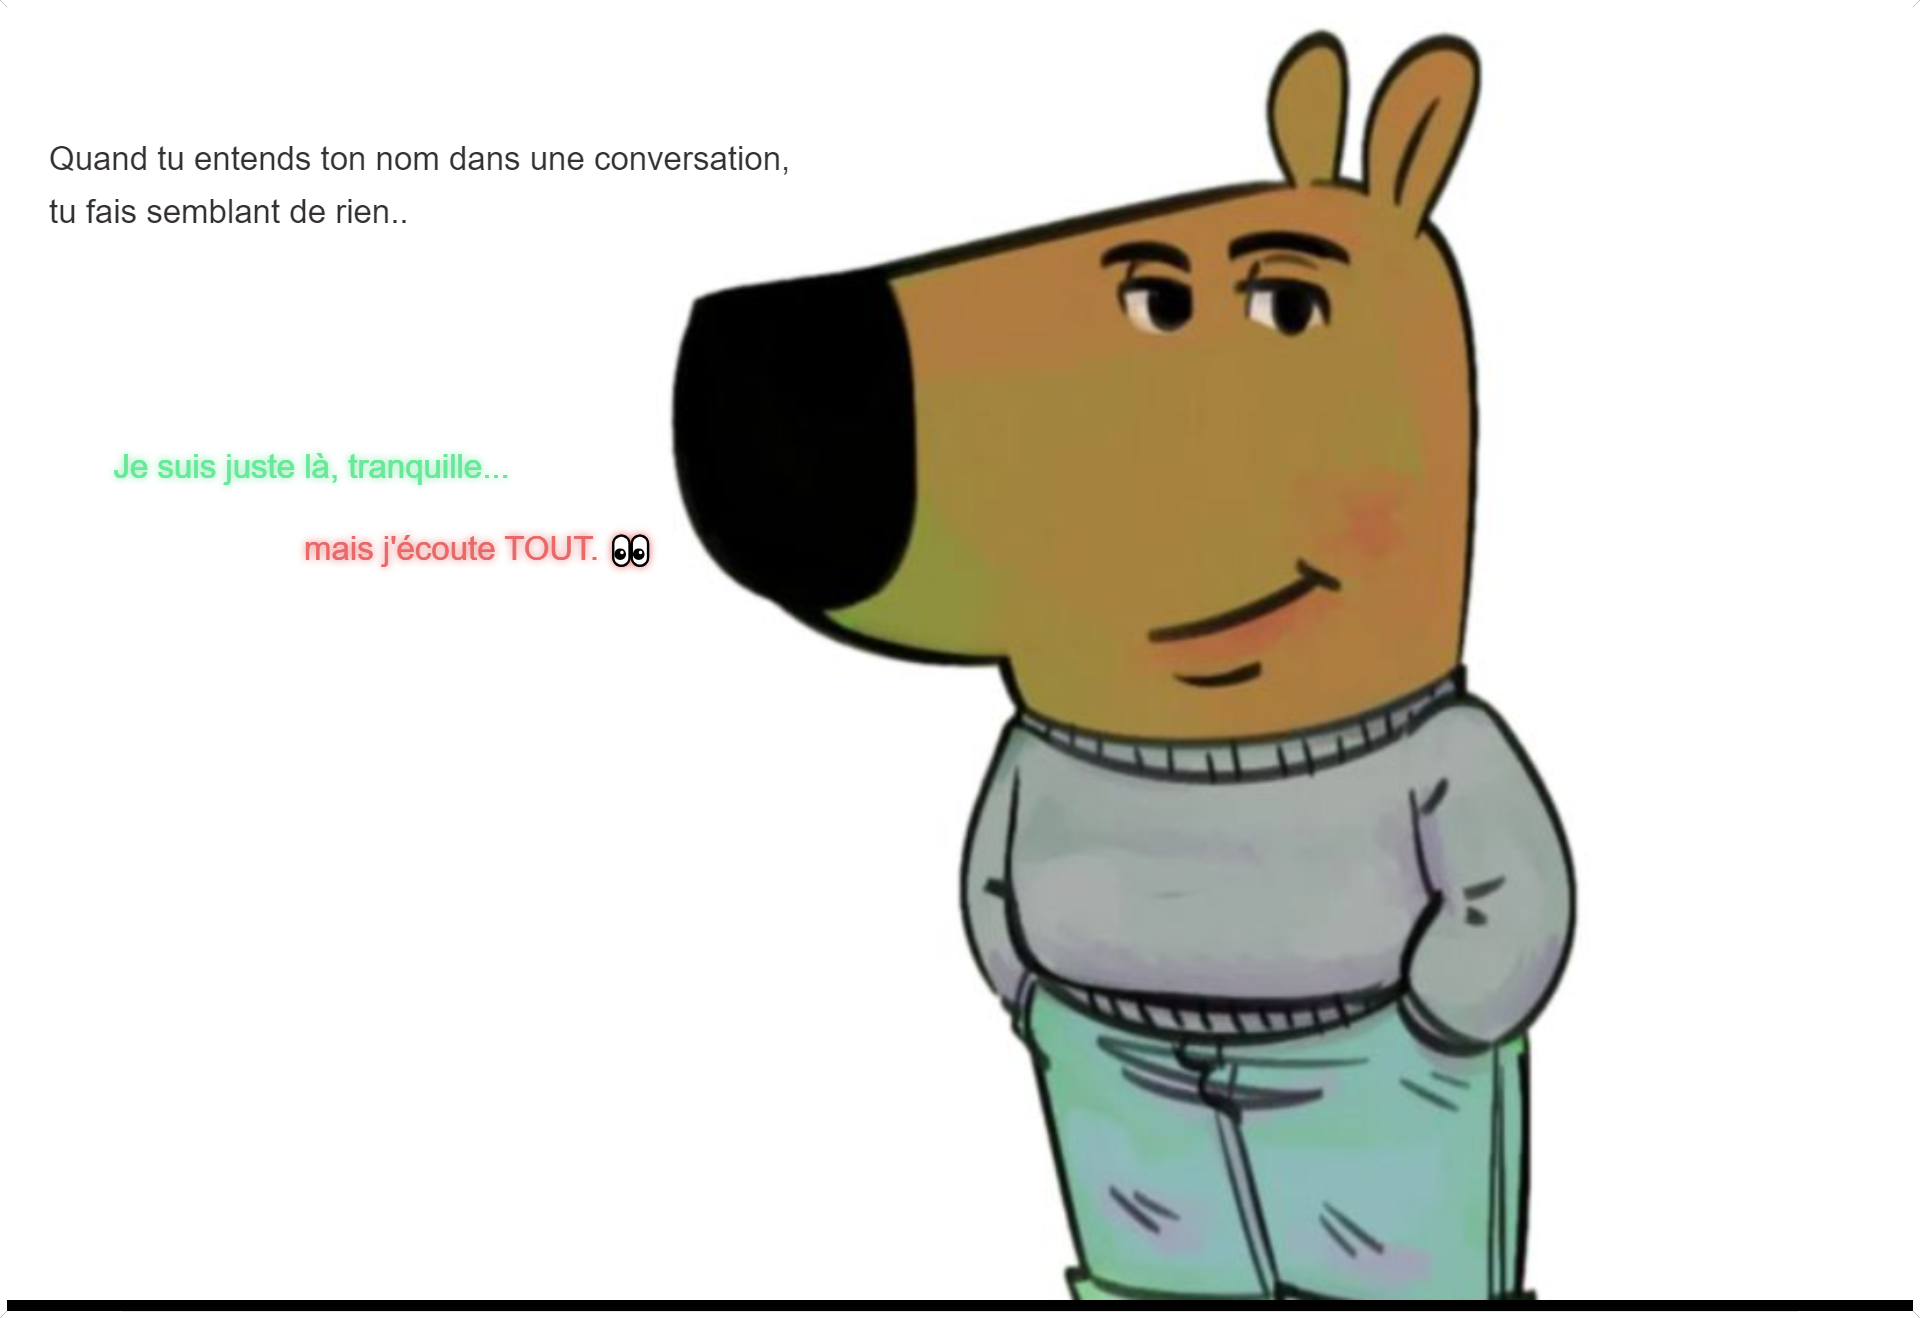 Quand tu entends ton nom dans une conversation,
tu fais semblant de rien..
Je suis juste là, tranquille...
mais j'écoute TOUT. 👀